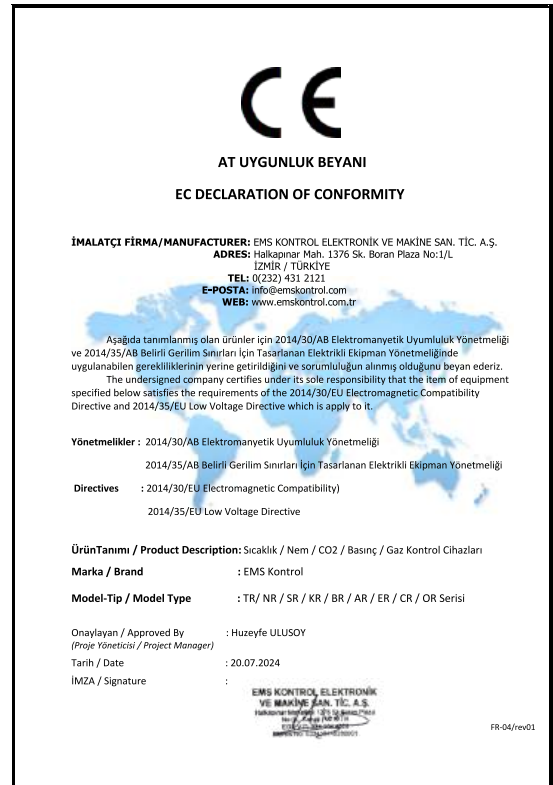 CE
AT UYGUNLUK BEYANI
EC DECLARATION OF CONFORMITY
İMALATÇI FİRMA/MANUFACTURER: EMS KONTROL ELEKTRONİK VE MAKİNE SAN. TİC. A.Ş.
ADRES: Halkapınar Mah. 1376 Sk. Boran Plaza No:1/L
İZMİR / TÜRKİYE
TEL: 0(232) 431 2121
E-POSTA: info@emskontrol.com
WEB: www.emskontrol.com.tr
Aşağıda tanımlanmış olan ürünler için 2014/30/AB Elektromanyetik Uyumluluk Yönetmeliği
ve 2014/35/AB Belirli Gerilim Sınırları İçin Tasarlanan Elektrikli Ekipman Yönetmeliğinde
uygulanabilen gerekliliklerinin yerine getirildiğini ve sorumluluğun alınmış olduğunu beyan ederiz.
The undersigned company certifies under its sole responsibility that the item of equipment
specified below satisfies the requirements of the 2014/30/EU Electromagnetic Compatibility
Directive and 2014/35/EU Low Voltage Directive which is apply to it.
Yönetmelikler : 2014/30/AB Elektromanyetik Uyumluluk Yönetmeliği
2014/35/AB Belirli Gerilim Sınırları İçin Tasarlanan Elektrikli Ekipman Yönetmeliği
Directives : 2014/30/EU Electromagnetic Compatibility)
2014/35/EU Low Voltage Directive
ÜrünTanımı / Product Description: Sıcaklık / Nem / CO2 / Basınç / Gaz Kontrol Cihazları
Marka / Brand : EMS Kontrol
Model-Tip / Model Type : TR/ NR / SR / KR / BR / AR / ER / CR / OR Serisi
Onaylayan / Approved By : Huzeyfe ULUSOY
(Proje Yöneticisi / Project Manager)
Tarih / Date : 20.07.2024
İMZA / Signature :
EMS KONTROL ELEKTRONİK
VE MAKİNE SAN. TİC. A.Ş.
FR-04/rev01